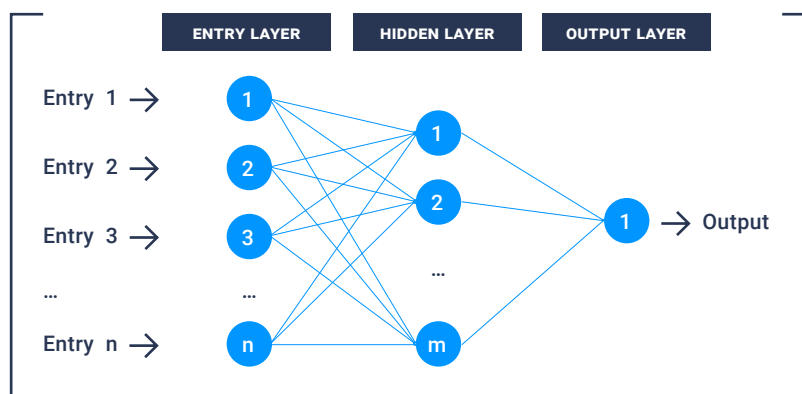 ENTRY LAYER HIDDEN LAYER OUTPUT LAYER
Entry 1 1
1
Entry 2 2
2
1 Output
Entry 3 3
...
... ...
Entry n n m